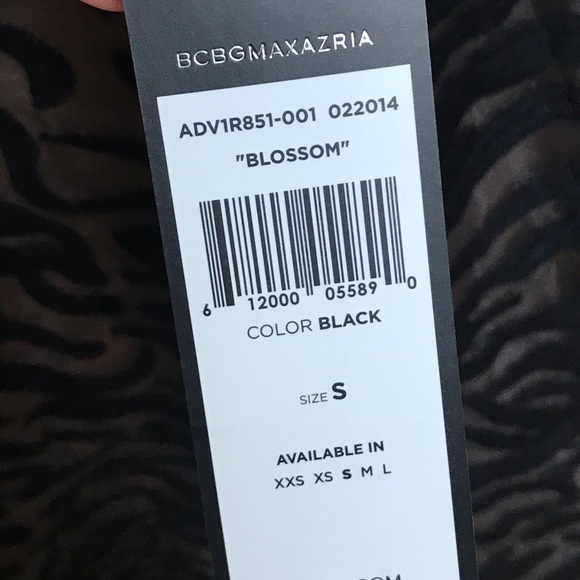 BCBGMAXAZRIA
ADV1R851-001 022014
"BLOSSOM"
6 12000 05589 0
COLOR BLACK
SIZE S
AVAILABLE IN
XXS XS S M L